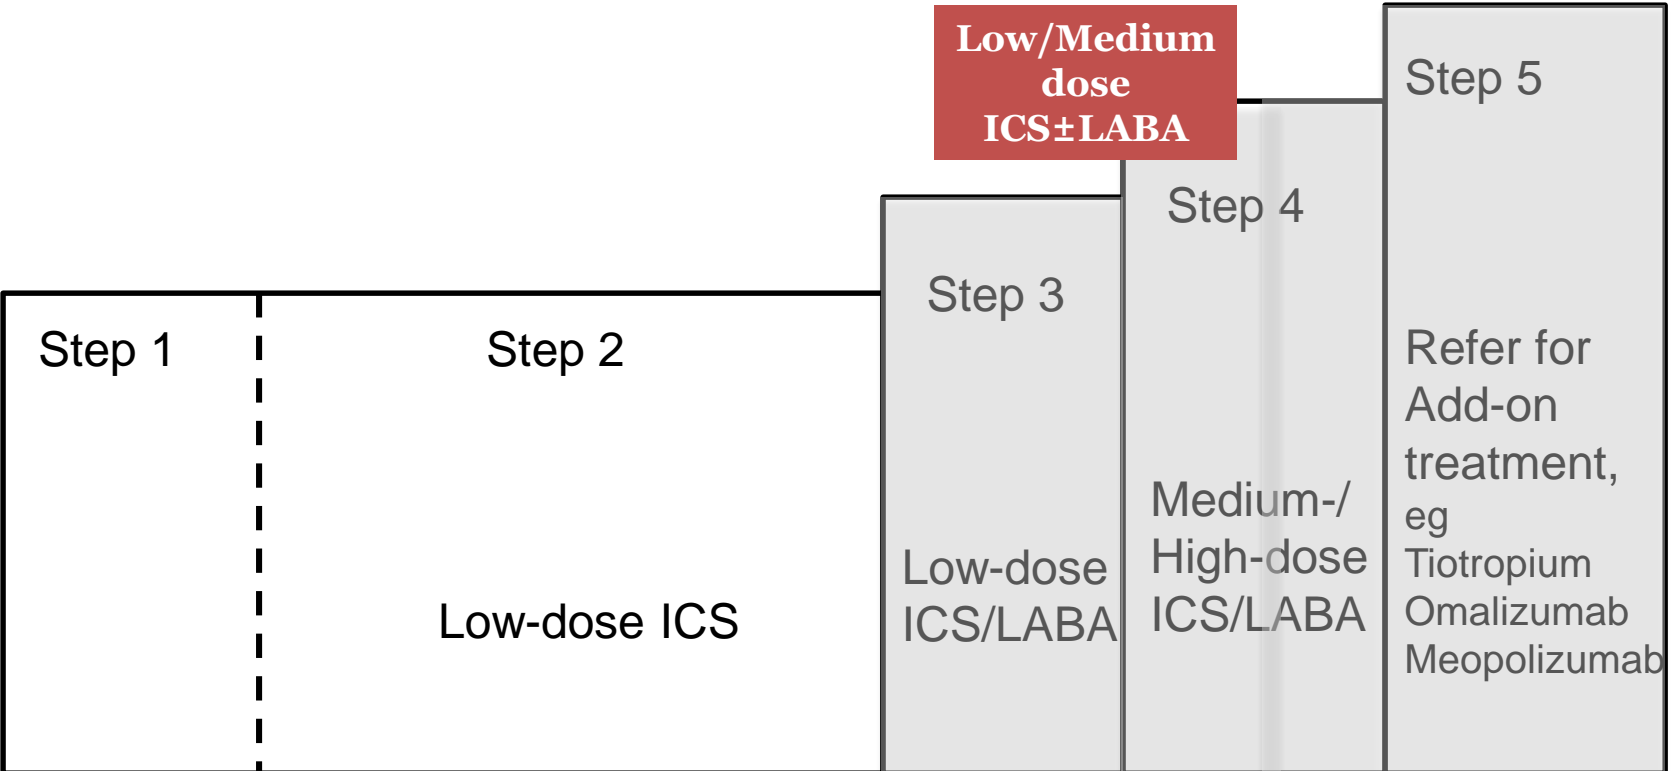 Low/Medium
dose
ICS±LABA
Step 1
Step 2
Low-dose ICS
Step 3
Low-dose
ICS/LABA
Step 4
Medium-/
High-dose
ICS/LABA
Step 5
Refer for
Add-on
treatment,
eg
Tiotropium
Omalizumab
Meopolizumab